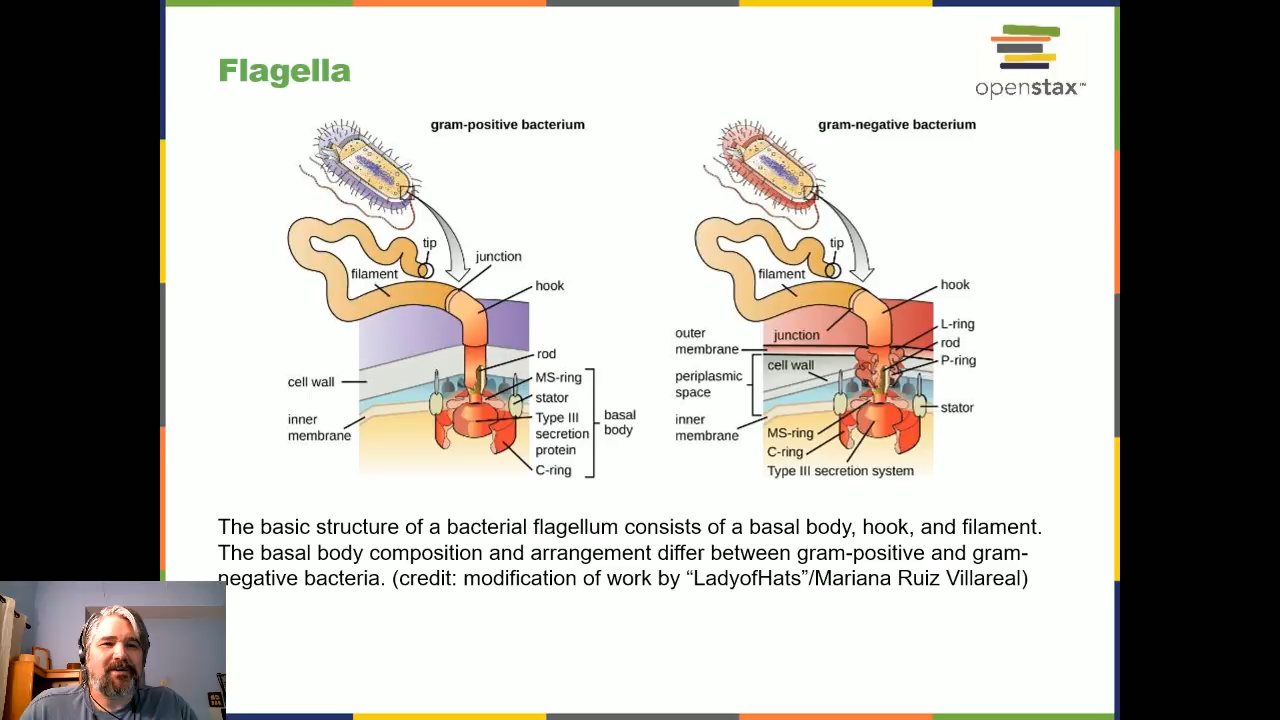 Flagella
openstax™
gram-positive bacterium
tip
junction
filament
hook
rod
MS-ring
cell wall
stator
Type III
secretion
protein
basal
body
inner
membrane
C-ring
gram-negative bacterium
tip
filament
hook
L-ring
junction
outer
membrane
rod
P-ring
cell wall
periplasmic
space
stator
inner
membrane
MS-ring
C-ring
Type III secretion system
The basic structure of a bacterial flagellum consists of a basal body, hook, and filament.
The basal body composition and arrangement differ between gram-positive and gram-
negative bacteria. (credit: modification of work by “LadyofHats”/Mariana Ruiz Villareal)